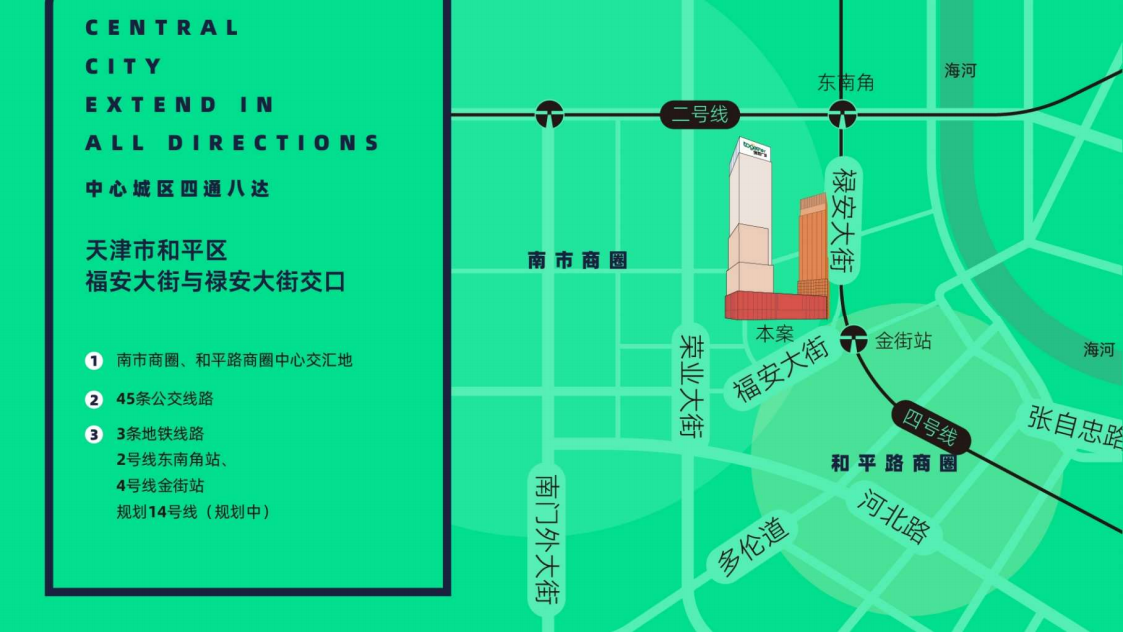 CENTRAL
CITY
EXTEND IN
ALL DIRECTIONS
中心城区四通八达
天津市和平区
福安大街与禄安大街交口
1 南市商圈、和平路商圈中心交汇地
2 45条公交线路
3 3条地铁线路
2号线东南角站、
4号线金街站
规划14号线（规划中）
东南角
海河
二号线
禄安大街
南市商圈
本案
金街站
海河
荣业大街
福安大街
四号线
张自忠路
和平路商圈
南门外大街
河北路
多伦道